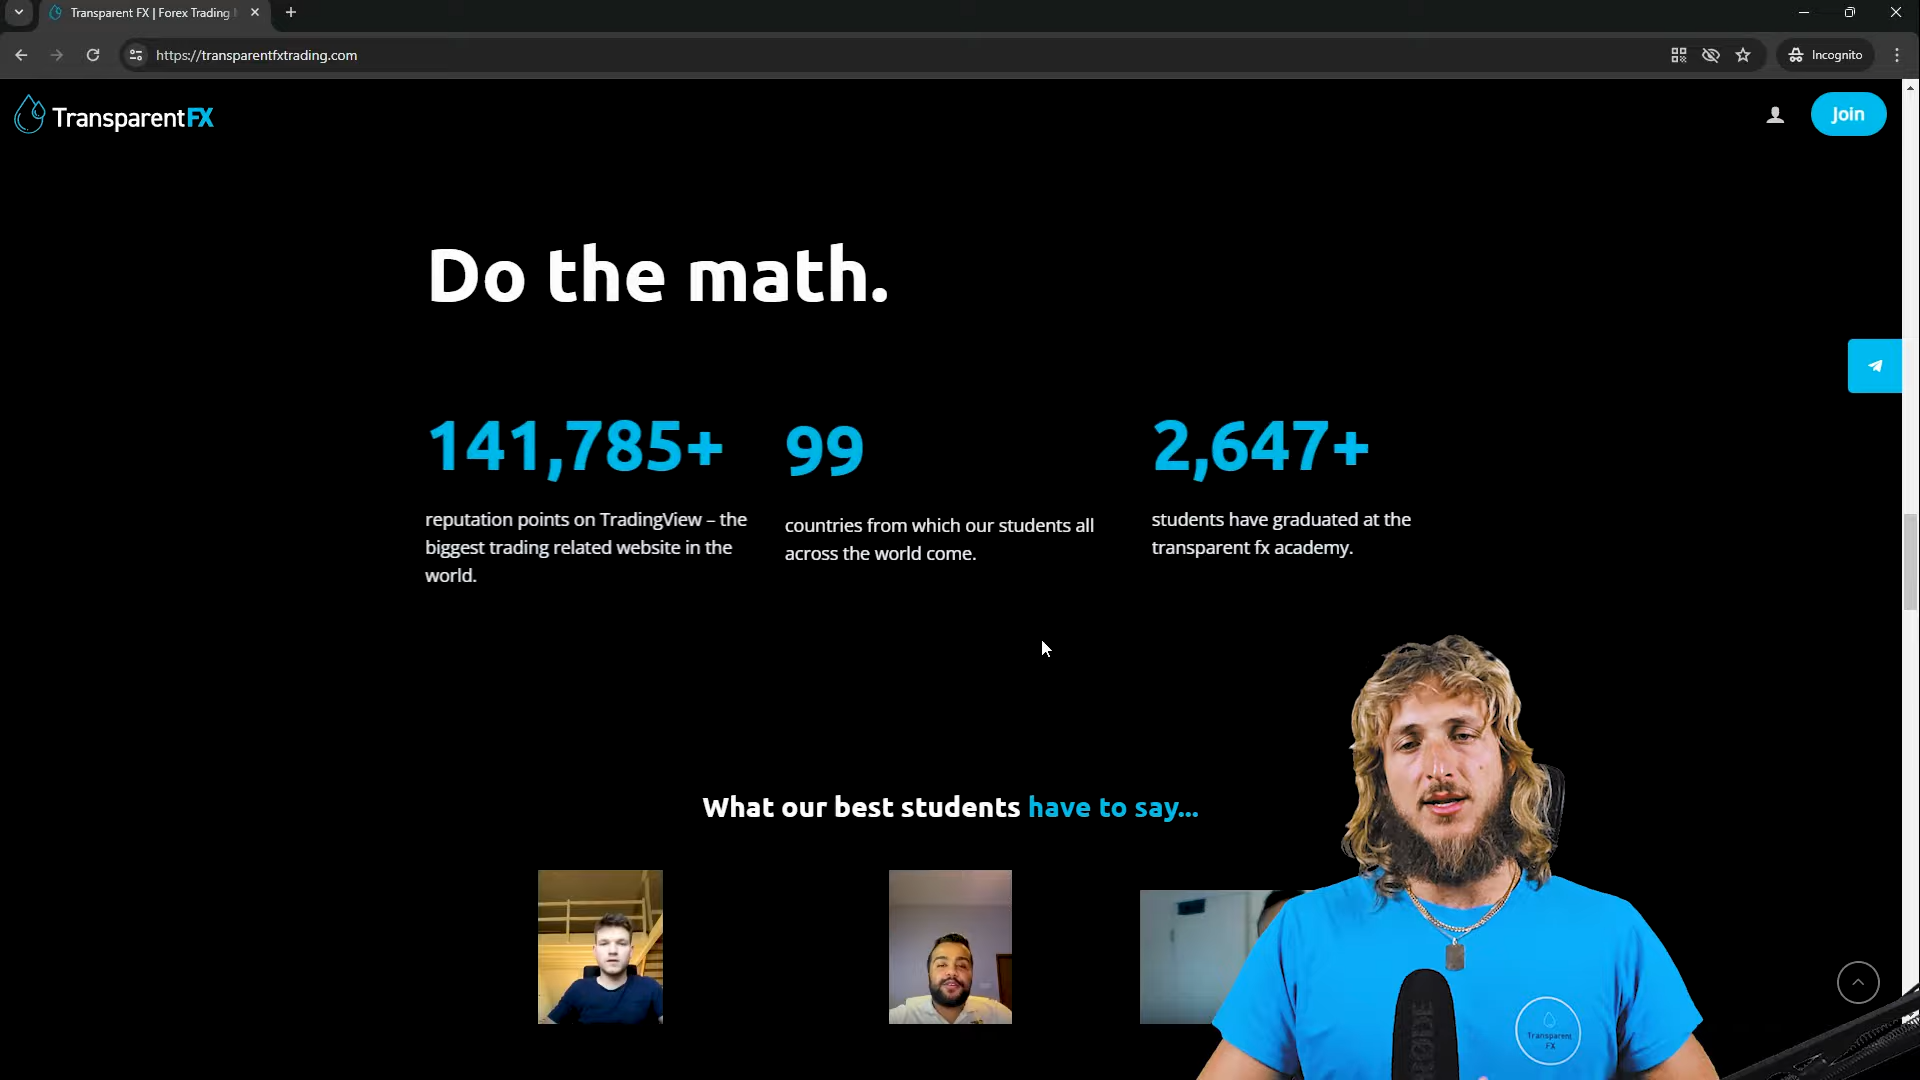 Transparent FX | Forex Trading
https://transparentfxtrading.com
Incognito
TransparentFX
Join
Do the math.
141,785+
reputation points on TradingView – the
biggest trading related website in the
world.
99
countries from which our students all
across the world come.
2,647+
students have graduated at the
transparent fx academy.
What our best students have to say...
RØDE
Transparent
FX